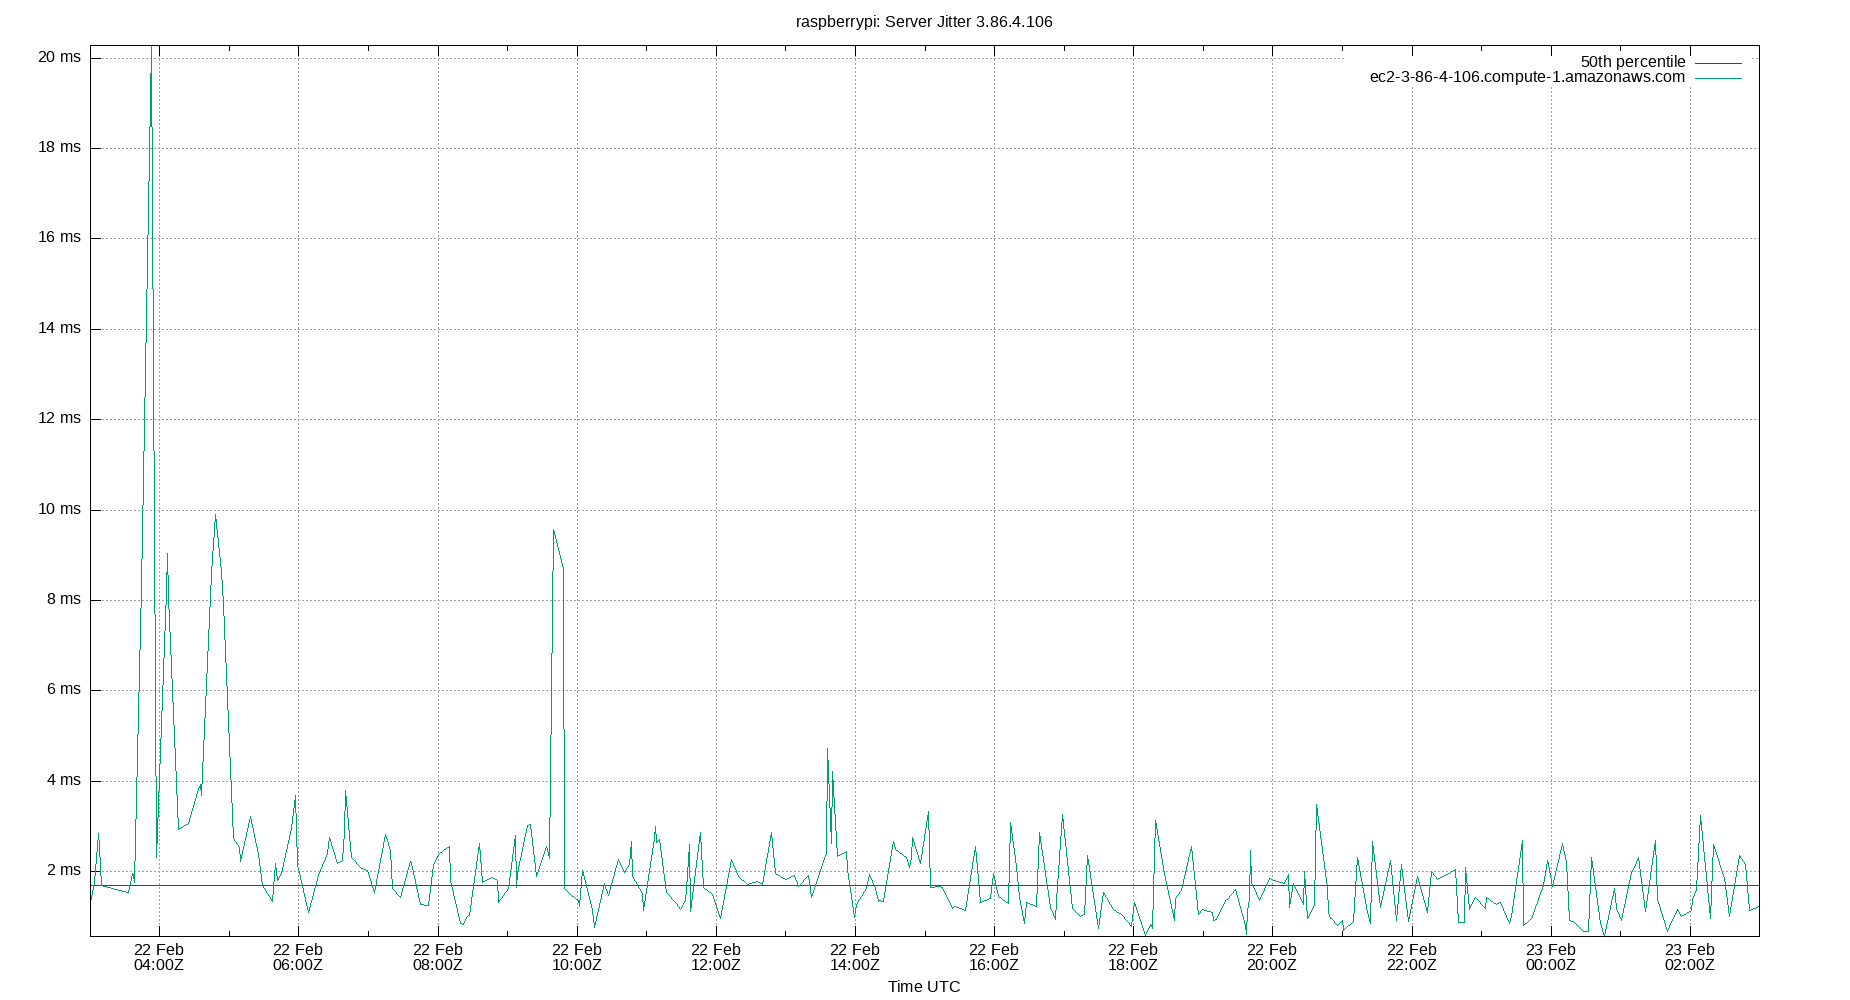 raspberrypi: Server Jitter 3.86.4.106
20 ms
18 ms
16 ms
14 ms
12 ms
10 ms
8 ms
6 ms
4 ms
2 ms
50th percentile
ec2-3-86-4-106.compute-1.amazonaws.com
22 Feb 22 Feb 22 Feb 22 Feb 22 Feb 22 Feb 22 Feb 22 Feb 22 Feb 22 Feb 23 Feb 23 Feb
04:00Z 06:00Z 08:00Z 10:00Z 12:00Z 14:00Z 16:00Z 18:00Z 20:00Z 22:00Z 00:00Z 02:00Z
Time UTC